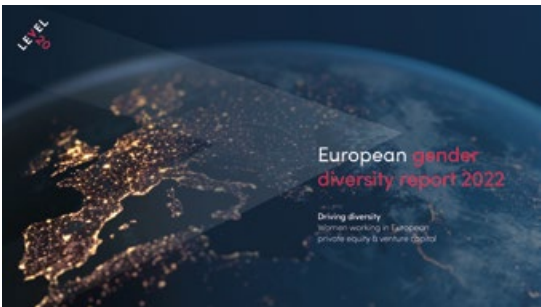 LEVEL
20
European gender
diversity report 2022
Driving diversity
Women working in European
private equity & venture capital